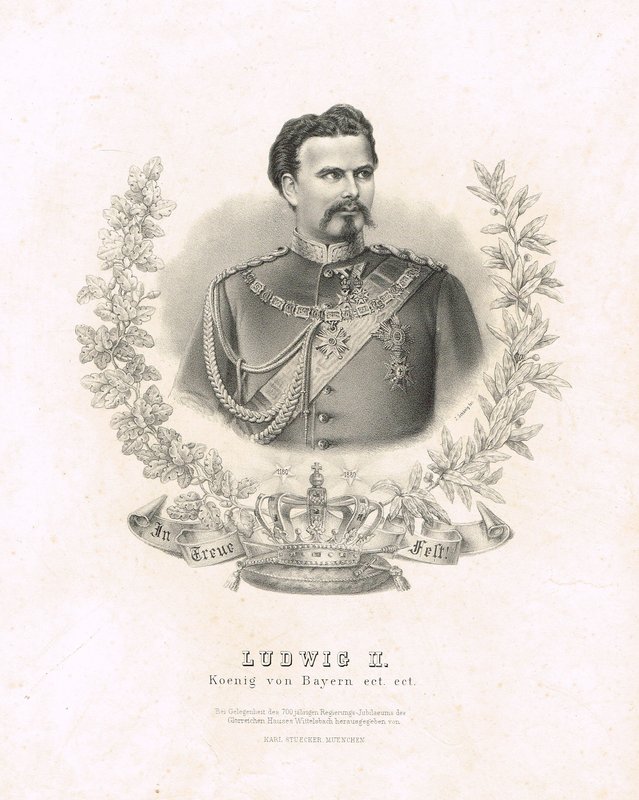 1180 1880
In Treue Fest!
LUDWIG II.
Koenig von Bayern ect. ect.
Bei Gelegenheit des 700 jährigen Regierungs-Jubilaeums des
Glorreichen Hauses Wittelsbach herausgegeben von
KARL STUECKER, MUENCHEN.